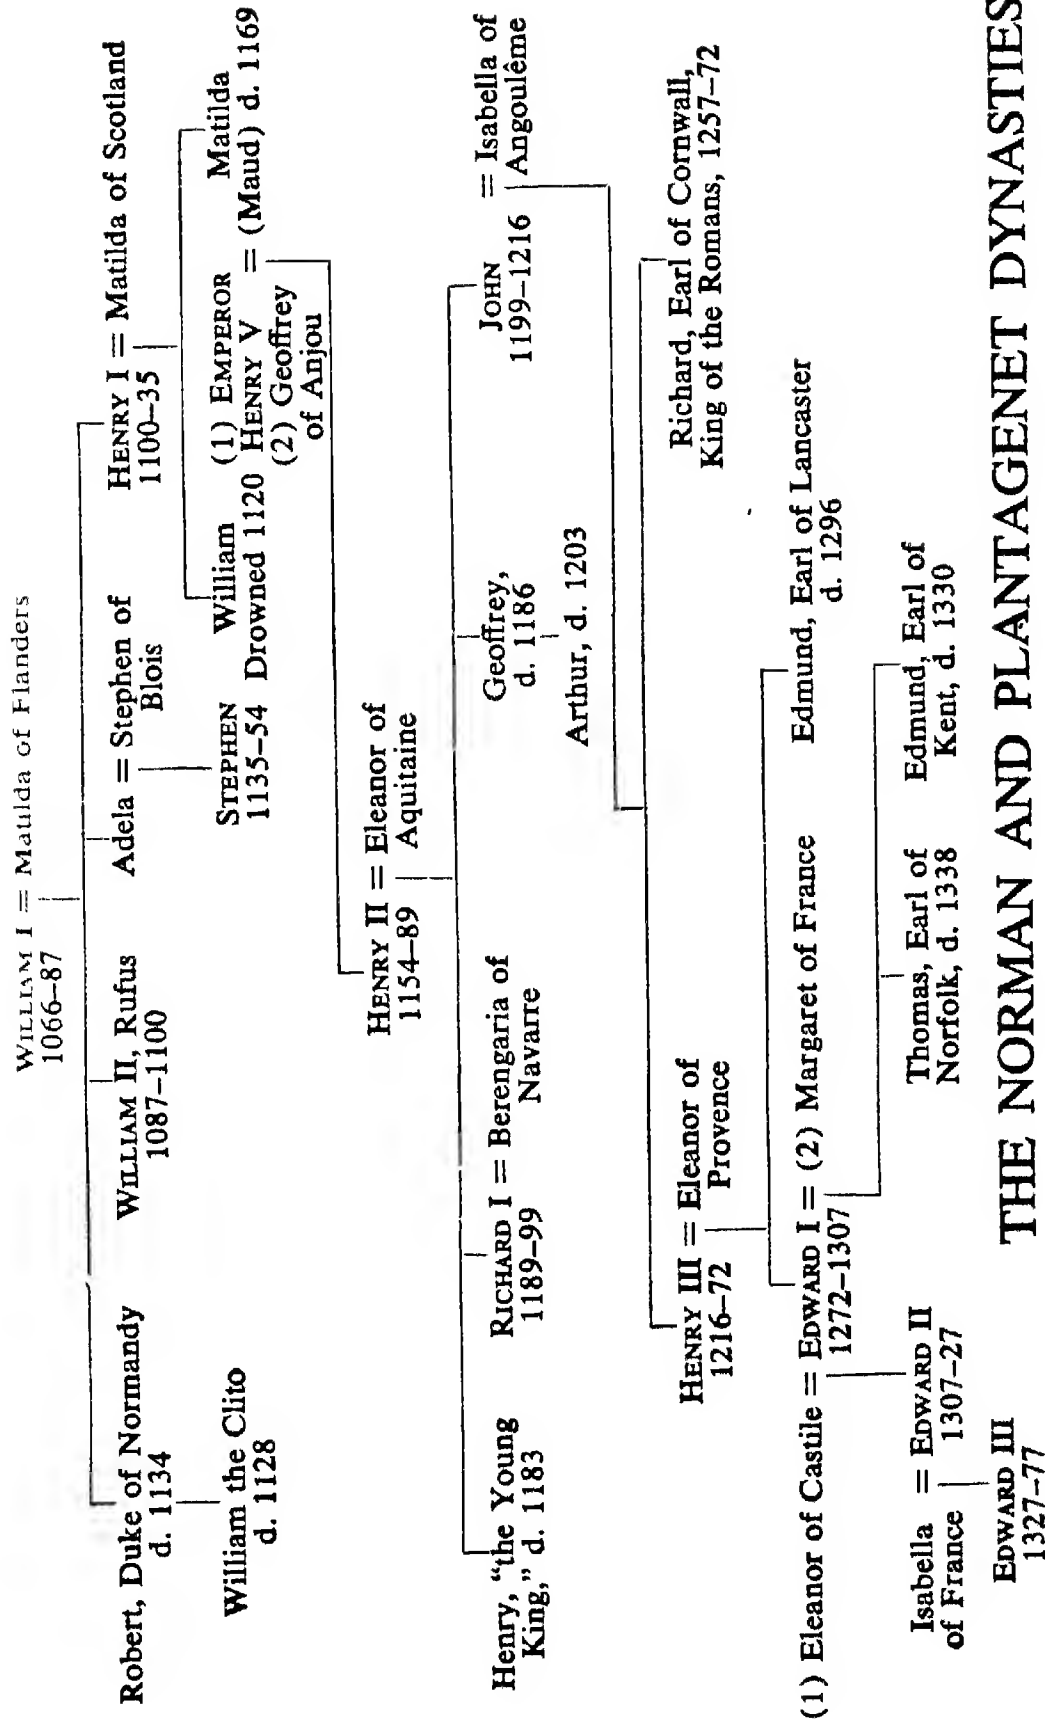 WILLIAM I = Matilda of Flanders
1066–87
Robert, Duke of Normandy
d. 1134
WILLIAM II, Rufus
1087–1100
Adela = Stephen of
Blois
HENRY I = Matilda of Scotland
1100–35
William the Clito
d. 1128
STEPHEN
1135–54
William
Drowned 1120
(1) EMPEROR
HENRY V =
(2) Geoffrey
of Anjou
Matilda
(Maud) d. 1169
HENRY II = Eleanor of
1154–89 Aquitaine
Henry, “the Young
King,” d. 1183
RICHARD I = Berengaria of
1189–99 Navarre
Geoffrey,
d. 1186
Arthur, d. 1203
JOHN
1199–1216
= Isabella of
Angoulême
HENRY III = Eleanor of
1216–72 Provence
Richard, Earl of Cornwall,
King of the Romans, 1257–72
(1) Eleanor of Castile = EDWARD I = (2) Margaret of France
1272–1307
Edmund, Earl of Lancaster
d. 1296
Isabella = EDWARD II
of France 1307–27
Thomas, Earl of
Norfolk, d. 1338
Edmund, Earl of
Kent, d. 1330
EDWARD III
1327–77
THE NORMAN AND PLANTAGENET DYNASTIES